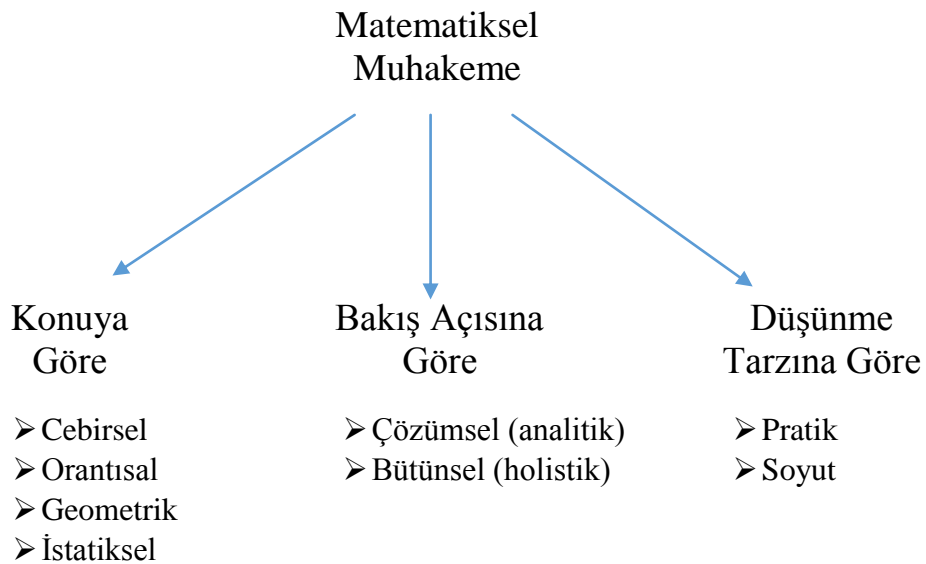 Matematiksel
Muhakeme
Konuya
Göre
➢ Cebirsel
➢ Orantısal
➢ Geometrik
➢ İstatiksel
Bakış Açısına
Göre
➢ Çözümsel (analitik)
➢ Bütünsel (holistik)
Düşünme
Tarzına Göre
➢ Pratik
➢ Soyut